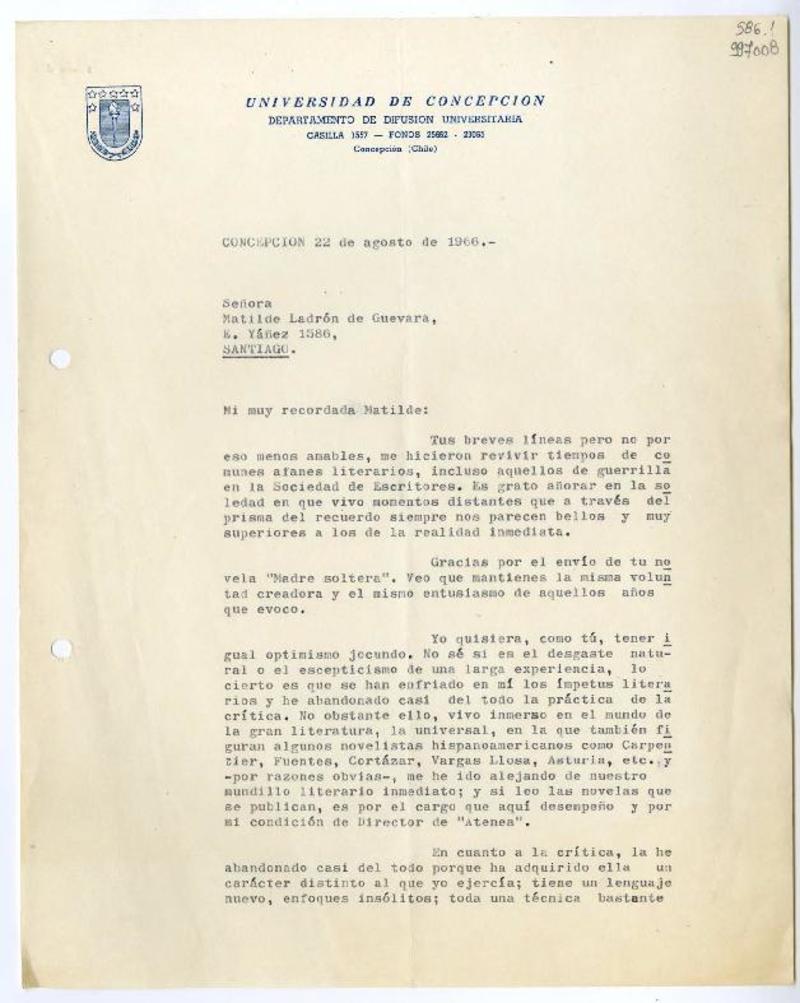 586.1
997008
UNIVERSIDAD DE CONCEPCION
DEPARTAMENTO DE DIFUSION UNIVERSITARIA
CASILLA 1557 — FONOS 25682 - 23063
Concepción (Chile)
CONCEPCION 22 de agosto de 1966.-
Señora
Matilde Ladrón de Guevara,
E. Yáñez 1586,
SANTIAGO.
Mi muy recordada Matilde:
Tus breves líneas pero no por
eso menos amables, me hicieron revivir tiempos de co
munes afanes literarios, incluso aquellos de guerrilla
en la Sociedad de Escritores. Es grato añorar en la so
ledad en que vivo momentos distantes que a través del
prisma del recuerdo siempre nos parecen bellos y muy
superiores a los de la realidad inmediata.
Gracias por el envío de tu no
vela "Madre soltera". Veo que mantienes la misma volun
tad creadora y el mismo entusiasmo de aquellos años
que evoco.
Yo quisiera, como tú, tener i
gual optimismo jocundo. No sé si es el desgaste natu-
ral o el escepticismo de una larga experiencia, lo
cierto es que se han enfriado en mí los ímpetus litera
rios y he abandonado casi del todo la práctica de la
crítica. No obstante ello, vivo inmerso en el mundo de
la gran literatura, la universal, en la que también fi
guran algunos novelistas hispanoamericanos como Carpen
tier, Fuentes, Cortázar, Vargas Llosa, Asturia, etc., y
-por razones obvias-, me he ido alejando de nuestro
mundillo literario inmediato; y si leo las novelas que
se publican, es por el cargo que aquí desempeño y por
mi condición de Director de "Atenea".
En cuanto a la crítica, la he
abandonado casi del todo porque ha adquirido ella un
carácter distinto al que yo ejercía; tiene un lenguaje
nuevo, enfoques insólitos; toda una técnica bastante